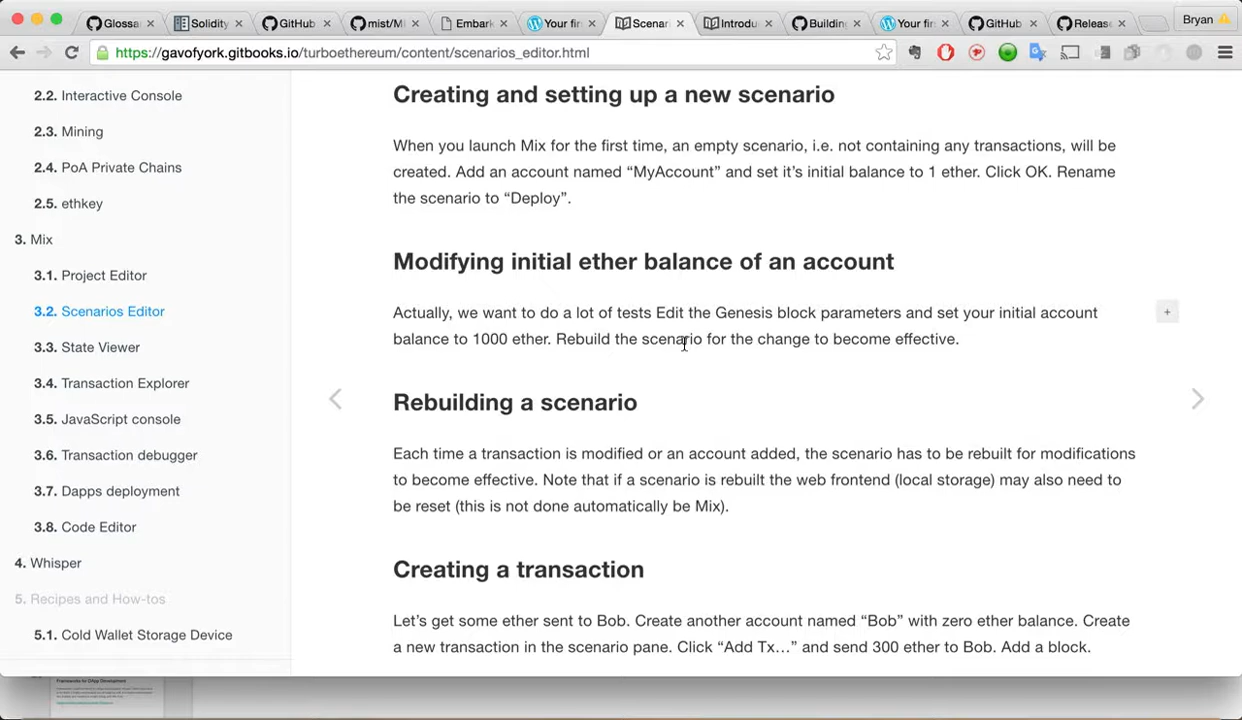 Glossa
Solidity
GitHub
mist/MI
Embark
Your fir
Scenar
Introdu
Building
Your fir
GitHub
Releas
Bryan
https://gavofyork.gitbooks.io/turboethereum/content/scenarios_editor.html
2.2. Interactive Console
2.3. Mining
2.4. PoA Private Chains
2.5. ethkey
3. Mix
3.1. Project Editor
3.2. Scenarios Editor
3.3. State Viewer
3.4. Transaction Explorer
3.5. JavaScript console
3.6. Transaction debugger
3.7. Dapps deployment
3.8. Code Editor
4. Whisper
5. Recipes and How-tos
5.1. Cold Wallet Storage Device
Creating and setting up a new scenario
When you launch Mix for the first time, an empty scenario, i.e. not containing any transactions, will be
created. Add an account named “MyAccount” and set it’s initial balance to 1 ether. Click OK. Rename
the scenario to “Deploy”.
Modifying initial ether balance of an account
Actually, we want to do a lot of tests Edit the Genesis block parameters and set your initial account
balance to 1000 ether. Rebuild the scenario for the change to become effective.
+
Rebuilding a scenario
Each time a transaction is modified or an account added, the scenario has to be rebuilt for modifications
to become effective. Note that if a scenario is rebuilt the web frontend (local storage) may also need to
be reset (this is not done automatically be Mix).
Creating a transaction
Let’s get some ether sent to Bob. Create another account named “Bob” with zero ether balance. Create
a new transaction in the scenario pane. Click “Add Tx…” and send 300 ether to Bob. Add a block.